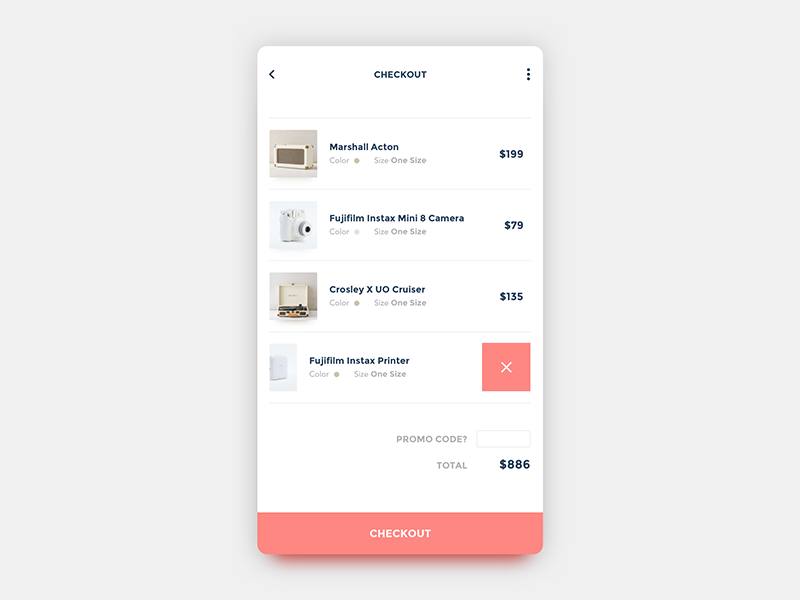 CHECKOUT
Marshall Acton
$199
Color Size One Size
Fujifilm Instax Mini 8 Camera
$79
Color Size One Size
Crosley X UO Cruiser
$135
Color Size One Size
Fujifilm Instax Printer
Color Size One Size
PROMO CODE?
TOTAL $886
CHECKOUT